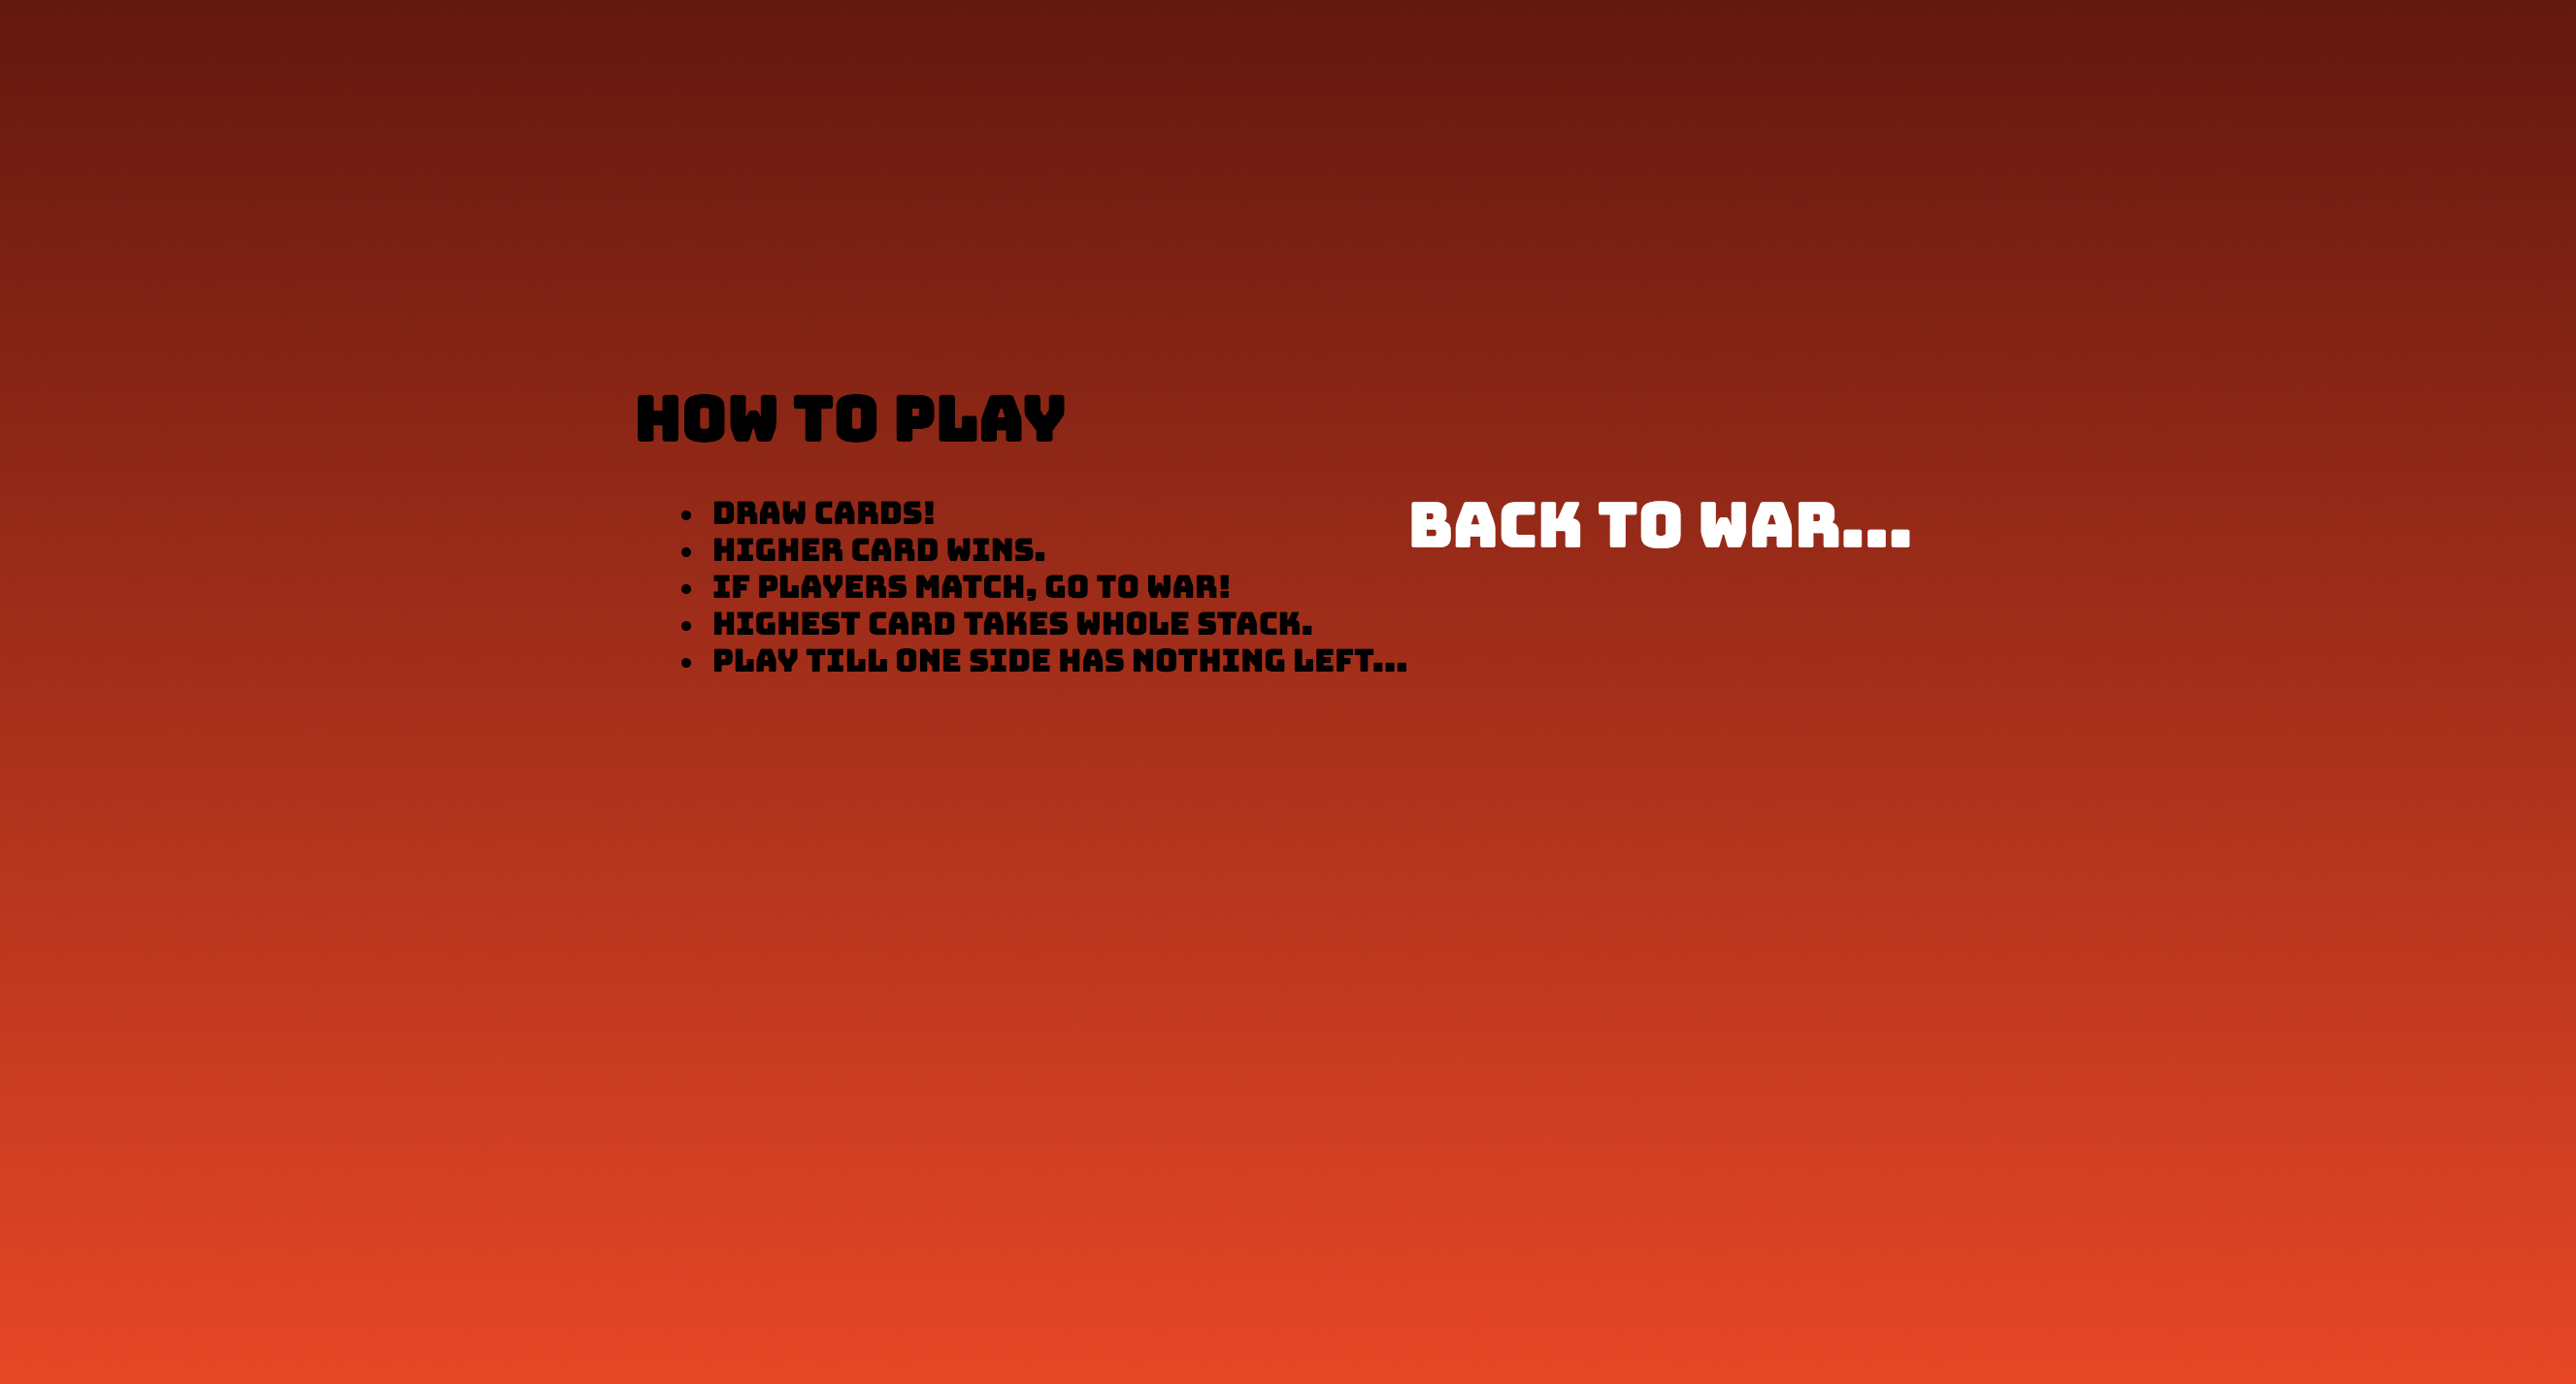 HOW TO PLAY
• DRAW CARDS!
• HIGHER CARD WINS.
• IF PLAYERS MATCH, GO TO WAR!
• HIGHEST CARD TAKES WHOLE STACK.
• PLAY TILL ONE SIDE HAS NOTHING LEFT...
BACK TO WAR...